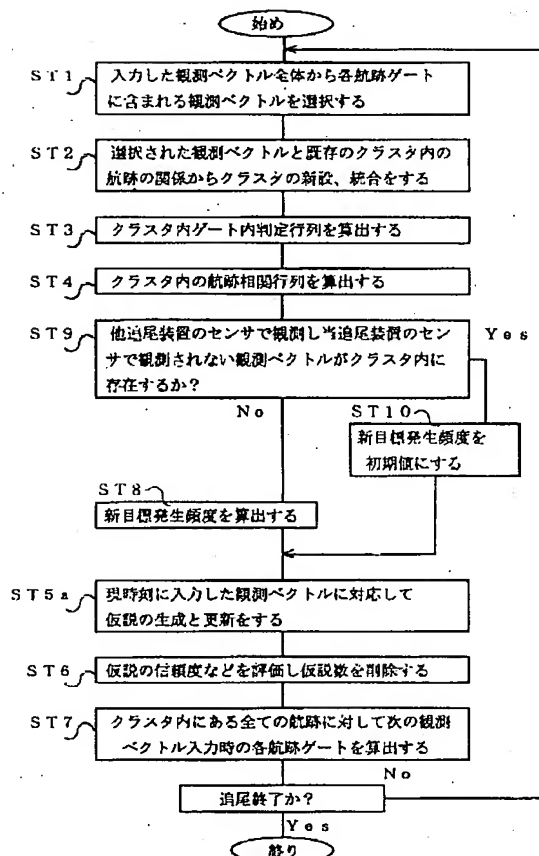 始め
ST1
入力した観測ベクトル全体から各航跡ゲート
に含まれる観測ベクトルを選択する
ST2
選択された観測ベクトルと既存のクラスタ内の
航跡の関係からクラスタの新設、統合をする
ST3
クラスタ内ゲート内判定行列を算出する
ST4
クラスタ内の航跡相関行列を算出する
ST9
他追尾装置のセンサで観測し当追尾装置のセン
サで観測されない観測ベクトルがクラスタ内に
存在するか?
Yes
No
ST10
新目標発生頻度を
初期値にする
ST8
新目標発生頻度を算出する
ST5a
現時刻に入力した観測ベクトルに対応して
仮説の生成と更新をする
ST6
仮説の信頼度などを評価し仮説数を削除する
ST7
クラスタ内にある全ての航跡に対して次の観測
ベクトル入力時の各航跡ゲートを算出する
No
追尾終了か?
Yes
終り